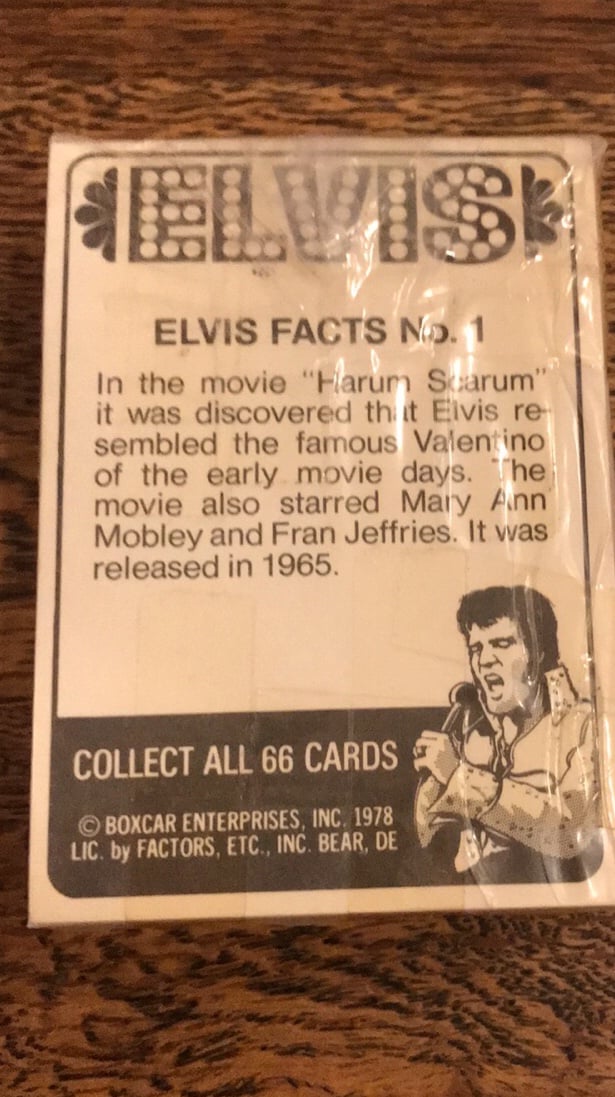 ELVIS
ELVIS FACTS No. 1
In the movie "Harum Scarum"
it was discovered that Elvis re-
sembled the famous Valentino
of the early movie days. The
movie also starred Mary Ann
Mobley and Fran Jeffries. It was
released in 1965.
COLLECT ALL 66 CARDS
© BOXCAR ENTERPRISES, INC. 1978
LIC. by FACTORS, ETC., INC. BEAR, DE